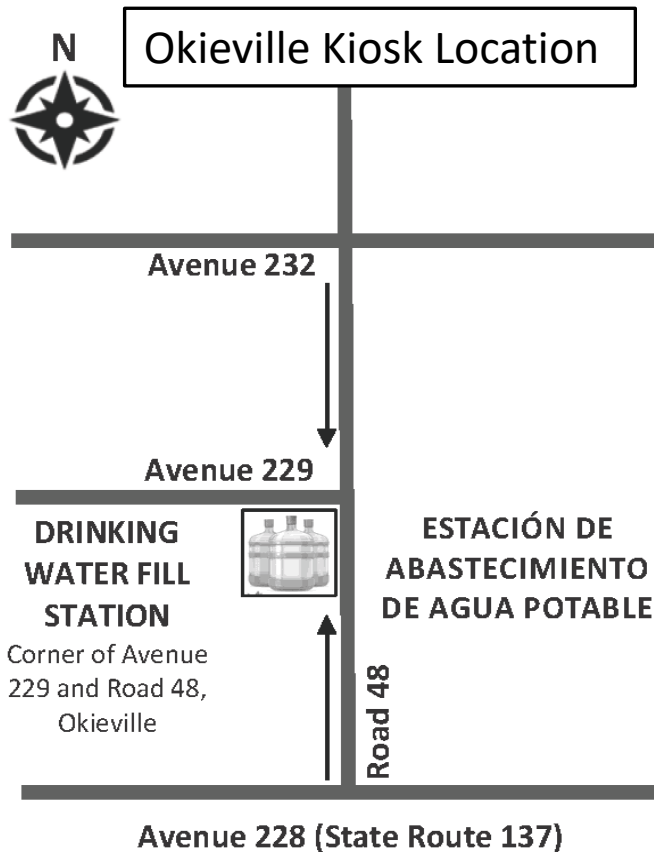 N
Okieville Kiosk Location
Avenue 232
Avenue 229
DRINKING
WATER FILL
STATION
Corner of Avenue
229 and Road 48,
Okieville
ESTACIÓN DE
ABASTECIMIENTO
DE AGUA POTABLE
Road 48
Avenue 228 (State Route 137)